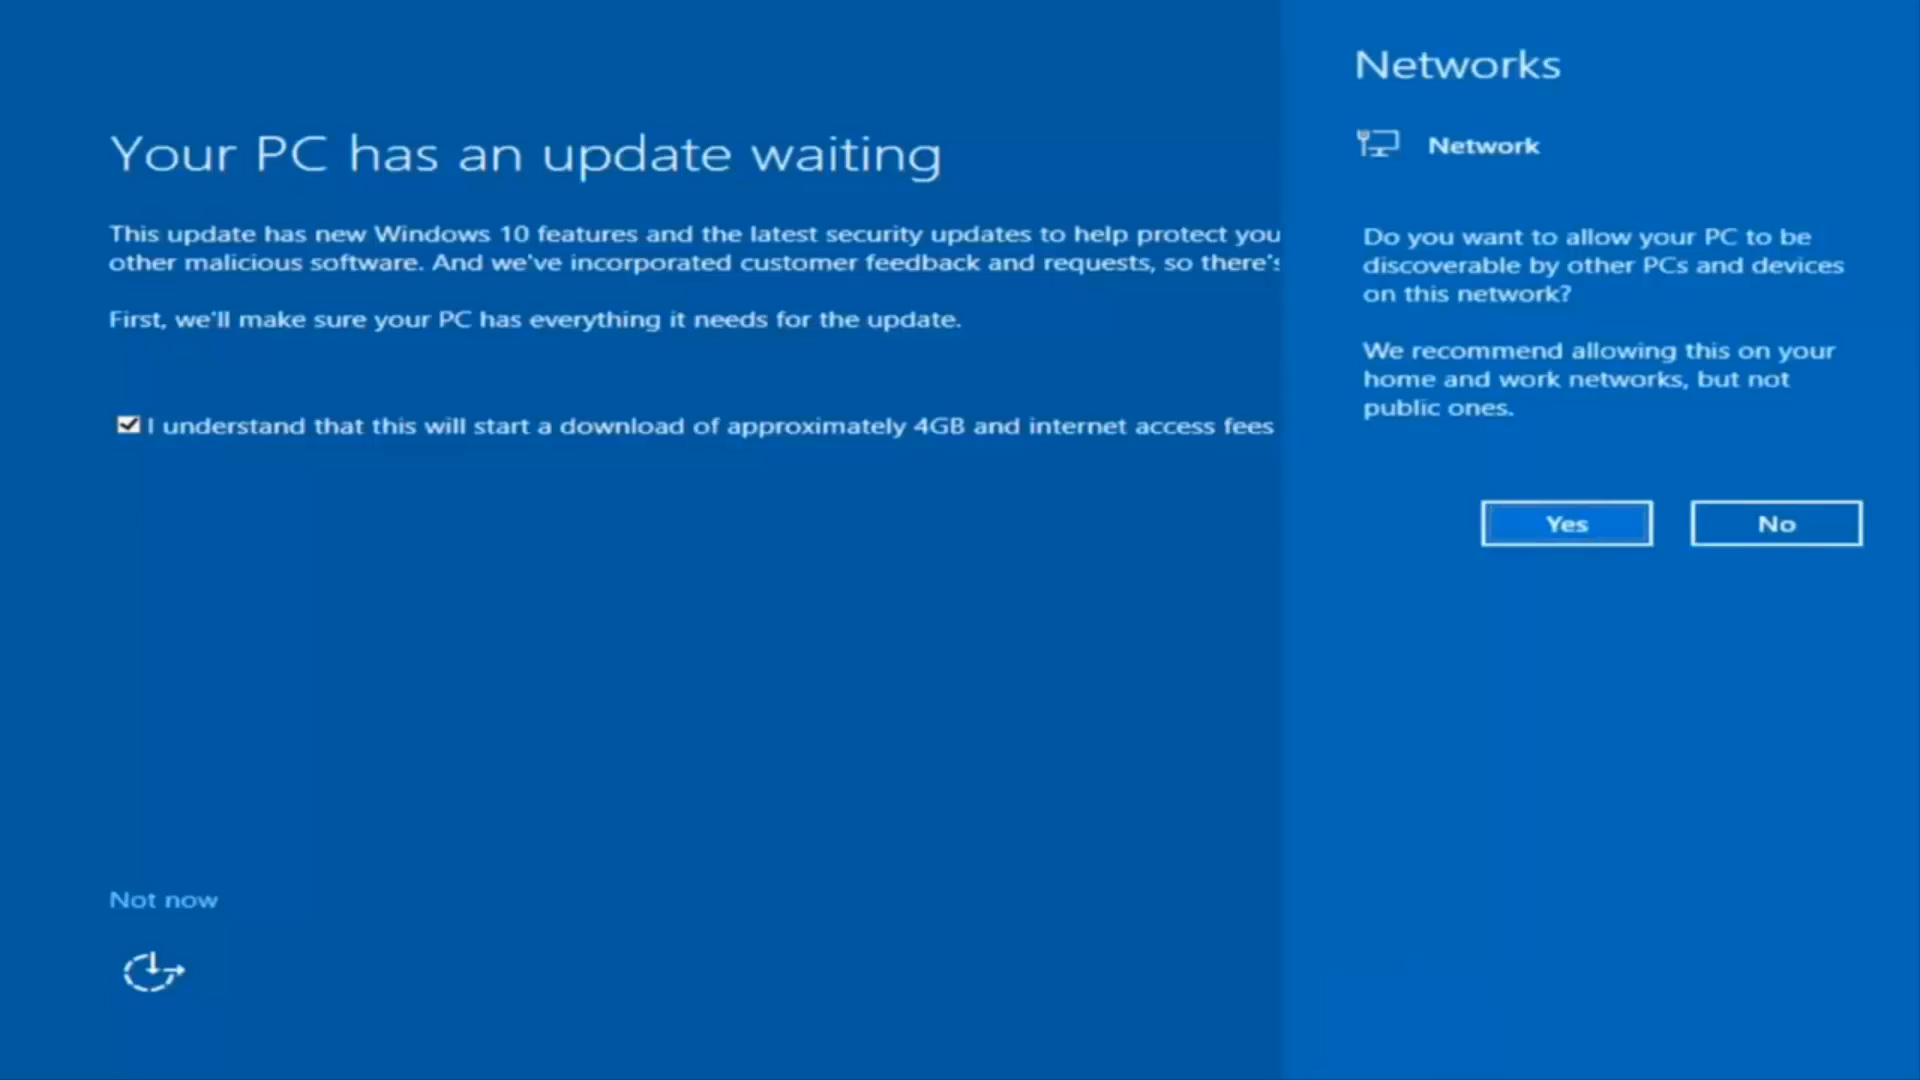 Your PC has an update waiting
This update has new Windows 10 features and the latest security updates to help protect you
other malicious software. And we've incorporated customer feedback and requests, so there's
First, we'll make sure your PC has everything it needs for the update.
I understand that this will start a download of approximately 4GB and internet access fees
Not now
Networks
Network
Do you want to allow your PC to be
discoverable by other PCs and devices
on this network?
We recommend allowing this on your
home and work networks, but not
public ones.
Yes
No